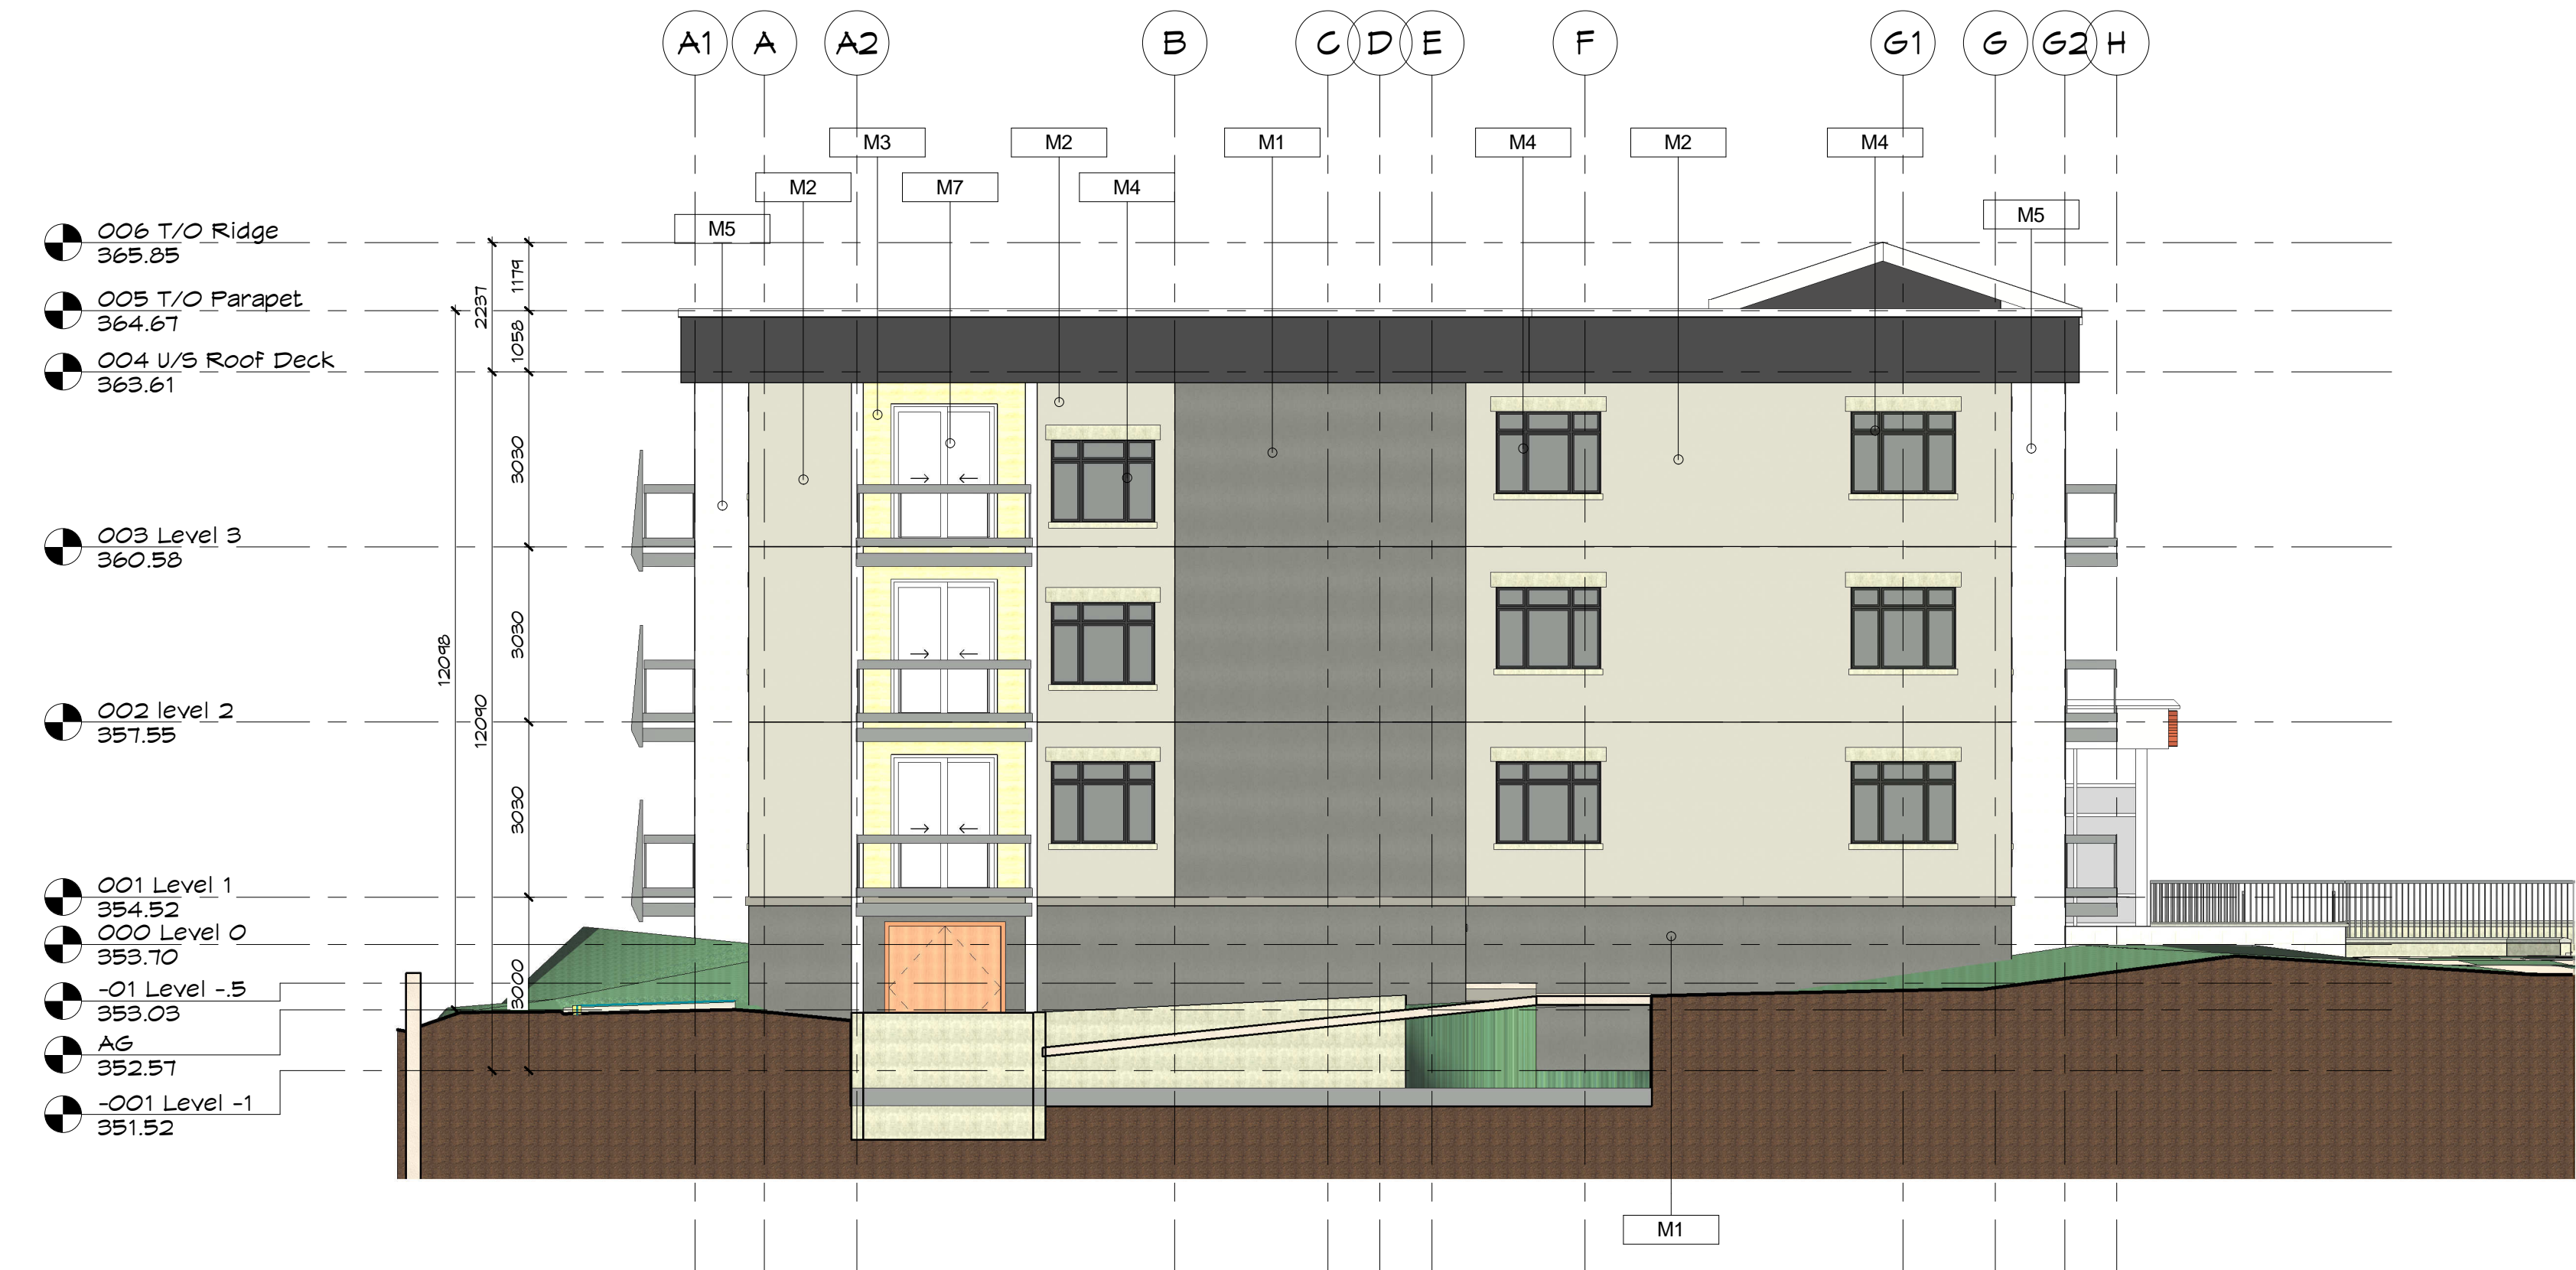 A1 A A2 B C D E F G1 G G2 H
M3 M2 M1 M4 M2 M4
M2 M7 M4
M5 M5
006 T/O Ridge
365.85
005 T/O Parapet
364.67
004 U/S Roof Deck
363.61
003 Level 3
360.58
002 level 2
357.55
001 Level 1
354.52
000 Level 0
353.70
-01 Level -.5
353.03
AG
352.57
-001 Level -1
351.52
1179
2237
1058
3030
3030
12098
12090
3030
3000
M1